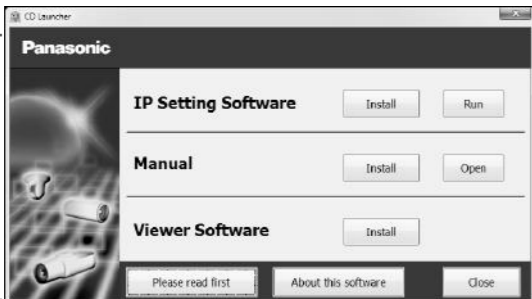 CD Launcher
Panasonic
IP Setting Software Install Run
Manual Install Open
Viewer Software Install
Please read first About this software Close